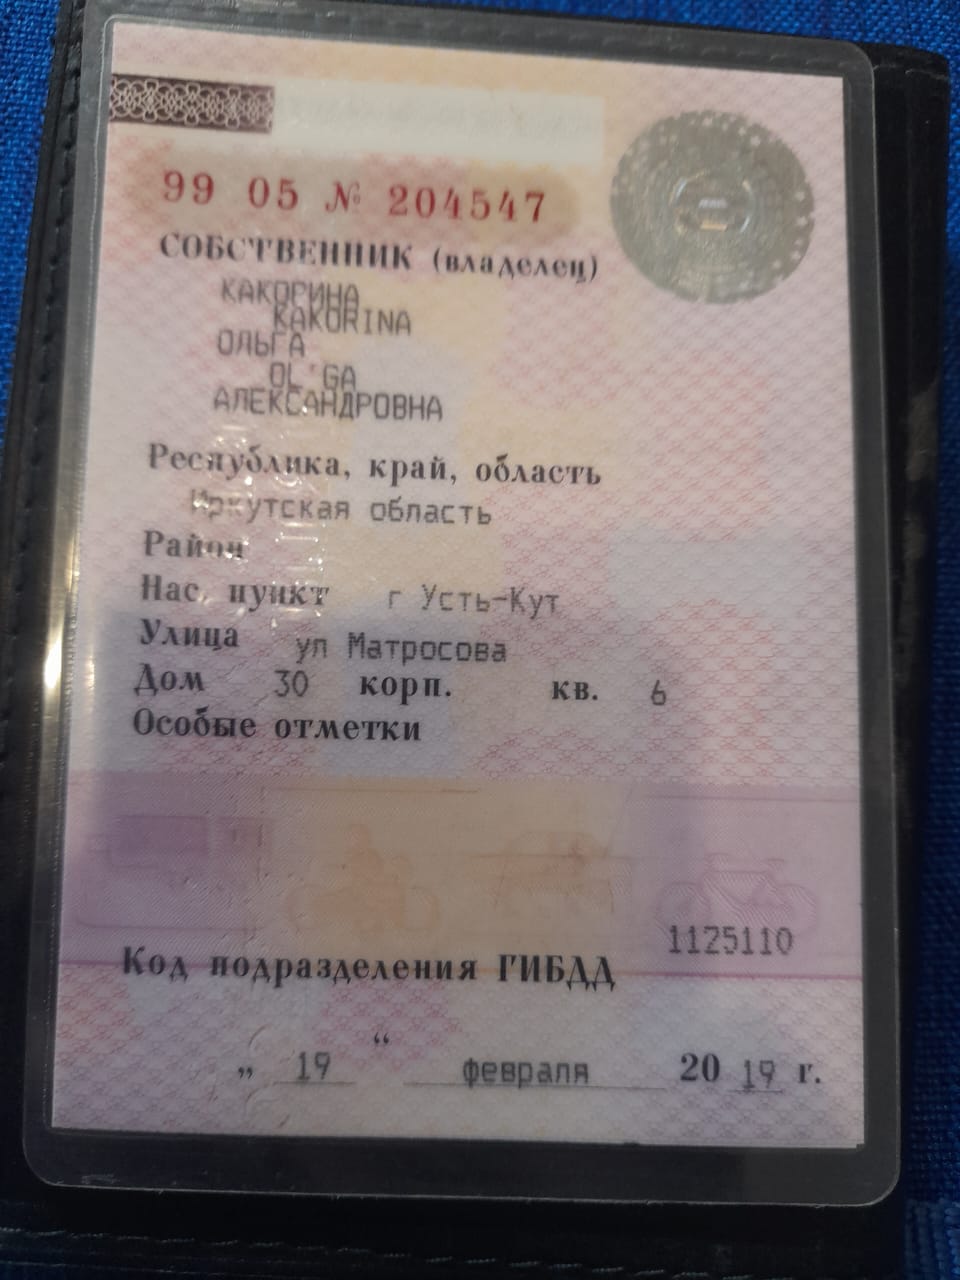 99 05 № 204547
СОБСТВЕННИК (владелец)
КАКОРИНА
KAKORINA
ОЛЬГА
OL'GA
АЛЕКСАНДРОВНА
Республика, край, область
Иркутская область
Район
Нас. пункт г Усть-Кут
Улица ул Матросова
Дом 30 корп. кв. 6
Особые отметки
1125110
Код подразделения ГИБДД
„ 19 “ февраля 20 19 г.